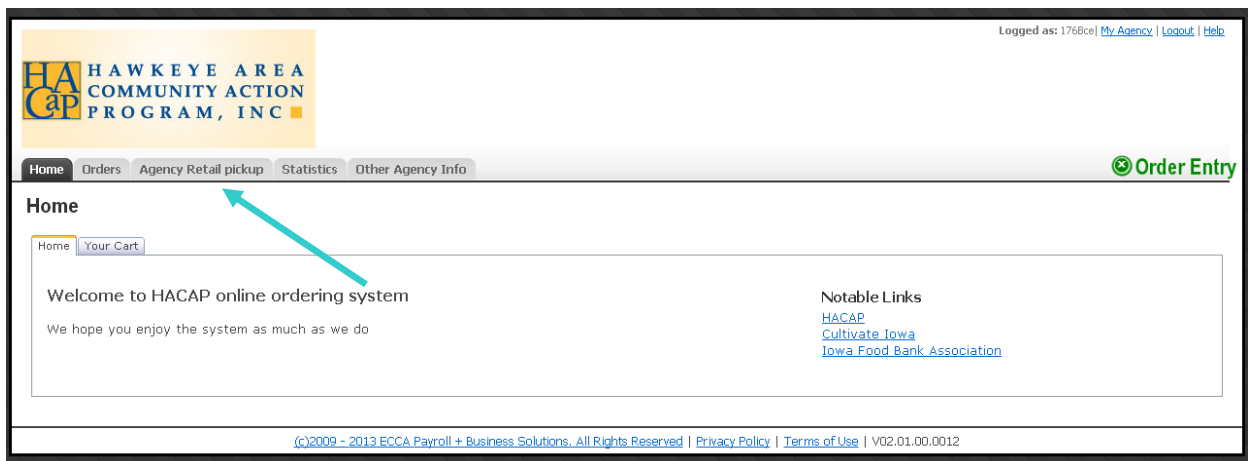 Logged as: 176Bce| My Agency | Logout | Help
HA CaP
HAWKEYE AREA
COMMUNITY ACTION
PROGRAM, INC
Home Orders Agency Retail pickup Statistics Other Agency Info
Order Entry
Home
Home Your Cart
Welcome to HACAP online ordering system
We hope you enjoy the system as much as we do
Notable Links
HACAP
Cultivate Iowa
Iowa Food Bank Association
(c)2009 - 2013 ECCA Payroll + Business Solutions. All Rights Reserved | Privacy Policy | Terms of Use | V02.01.00.0012